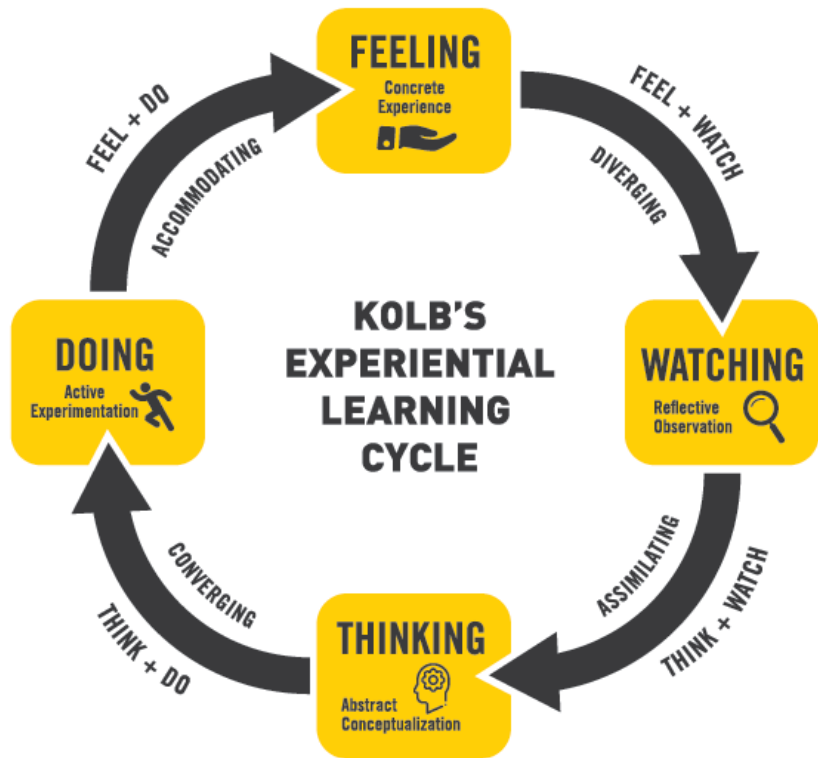 FEELING
Concrete
Experience
FEEL + DO
ACCOMMODATING
FEEL + WATCH
DIVERGING
KOLB'S
EXPERIENTIAL
LEARNING
CYCLE
DOING
Active
Experimentation
WATCHING
Reflective
Observation
CONVERGING
THINK + DO
ASSIMILATING
THINK + WATCH
THINKING
Abstract
Conceptualization